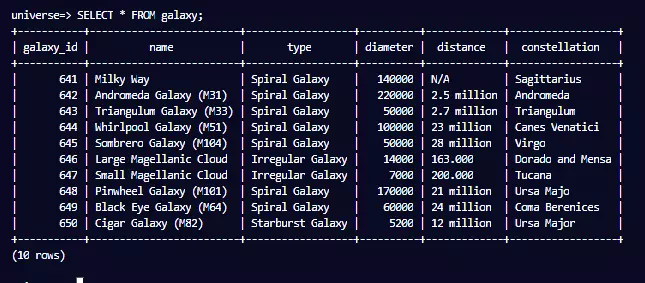 universe=> SELECT * FROM galaxy;
+-----------+------------------------+------------------+----------+-------------+------------------+
| galaxy_id | name | type | diameter | distance | constellation |
+-----------+------------------------+------------------+----------+-------------+------------------+
| 641 | Milky Way | Spiral Galaxy | 140000 | N/A | Sagittarius |
| 642 | Andromeda Galaxy (M31) | Spiral Galaxy | 220000 | 2.5 million | Andromeda |
| 643 | Triangulum Galaxy (M33) | Spiral Galaxy | 50000 | 2.7 million | Triangulum |
| 644 | Whirlpool Galaxy (M51) | Spiral Galaxy | 100000 | 23 million | Canes Venatici |
| 645 | Sombrero Galaxy (M104) | Spiral Galaxy | 50000 | 28 million | Virgo |
| 646 | Large Magellanic Cloud | Irregular Galaxy | 14000 | 163.000 | Dorado and Mensa |
| 647 | Small Magellanic Cloud | Irregular Galaxy | 7000 | 200.000 | Tucana |
| 648 | Pinwheel Galaxy (M101) | Spiral Galaxy | 170000 | 21 million | Ursa Majo |
| 649 | Black Eye Galaxy (M64) | Spiral Galaxy | 60000 | 24 million | Coma Berenices |
| 650 | Cigar Galaxy (M82) | Starburst Galaxy | 5200 | 12 million | Ursa Major |
+-----------+------------------------+------------------+----------+-------------+------------------+
(10 rows)